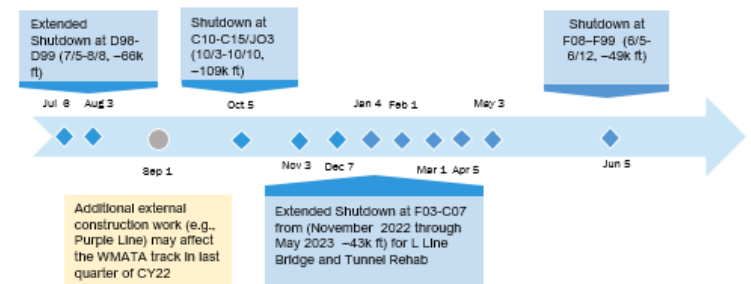 Extended
Shutdown at D98-
D99 (7/5-8/8, ~66k
ft)
Shutdown at
C10-C15/JO3
(10/3-10/10,
~109k ft)
Shutdown at
F08–F99 (6/5-
6/12, ~49k ft)
Jul 6
Aug 3
Oct 5
Jan 4
Feb 1
May 3
Sep 1
Nov 3
Dec 7
Mar 1
Apr 5
Jun 5
Additional external
construction work (e.g.,
Purple Line) may affect
the WMATA track in last
quarter of CY22
Extended Shutdown at F03-C07
from (November 2022 through
May 2023 ~43k ft) for L Line
Bridge and Tunnel Rehab